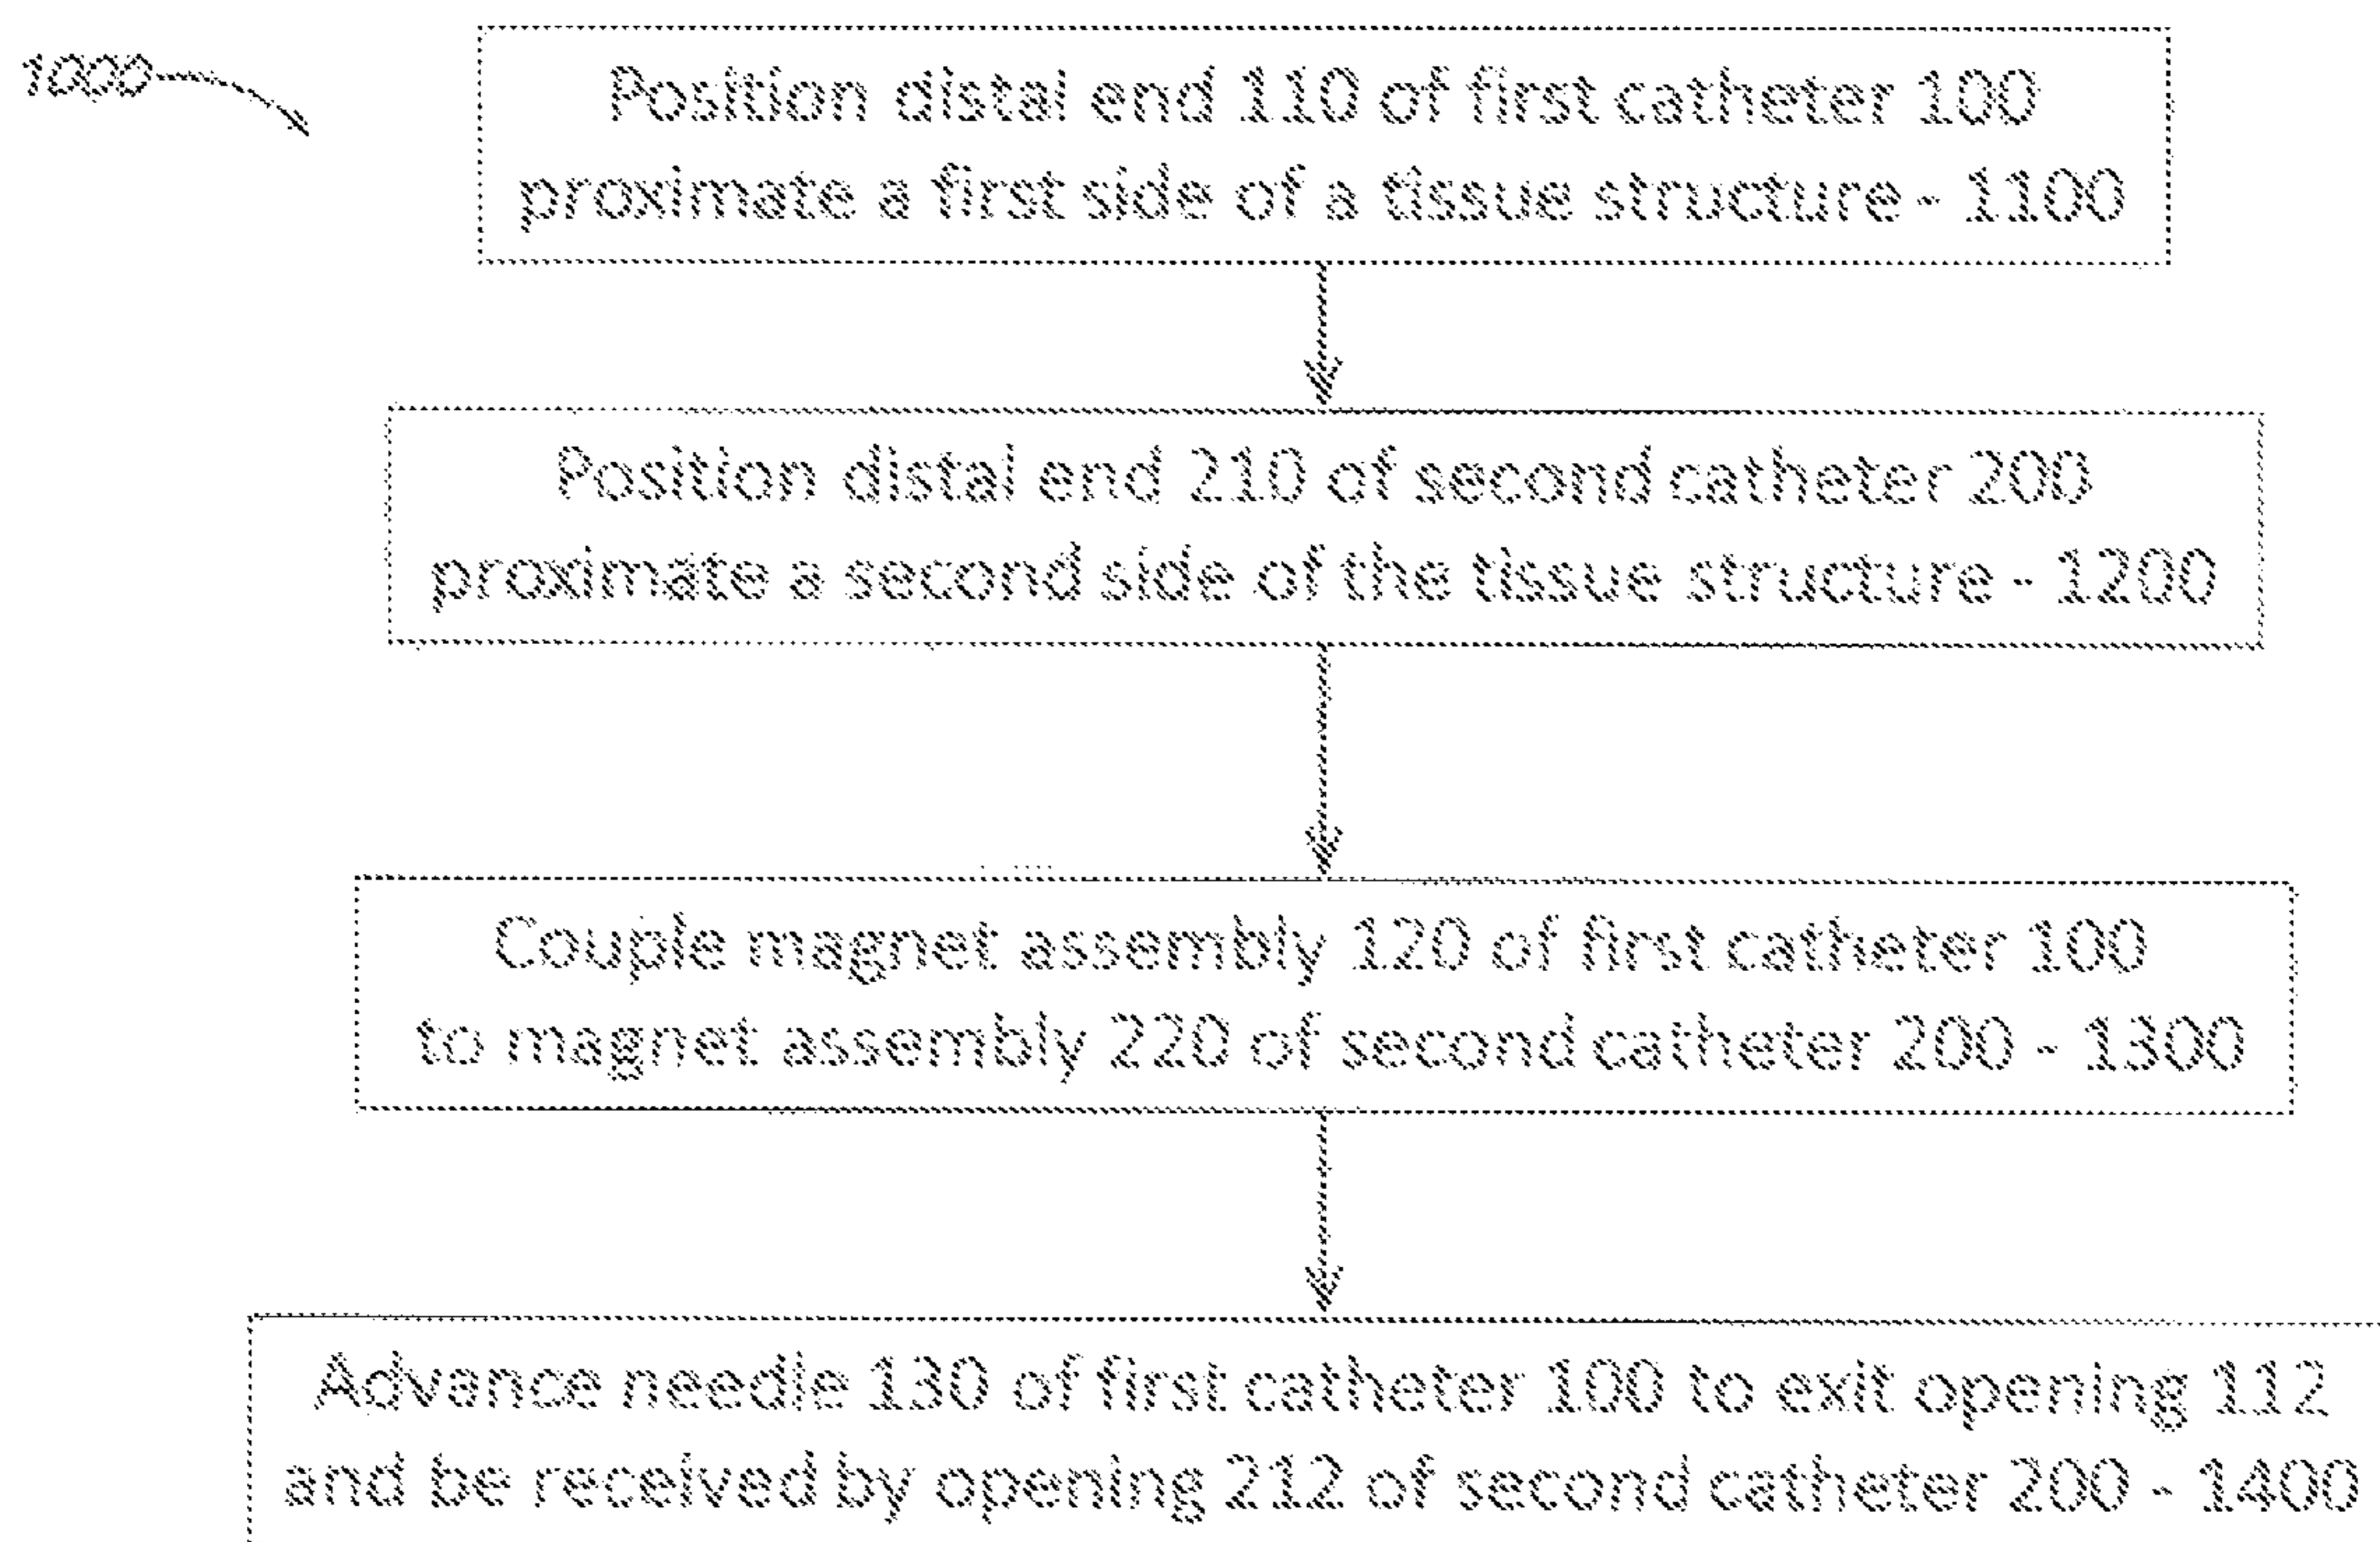 1000
Position distal end 110 of first catheter 100
proximate a first side of a tissue structure - 1100
Position distal end 210 of second catheter 200
proximate a second side of the tissue structure - 1200
Couple magnet assembly 120 of first catheter 100
to magnet assembly 220 of second catheter 200 - 1300
Advance needle 130 of first catheter 100 to exit opening 112
and be received by opening 212 of second catheter 200 - 1400